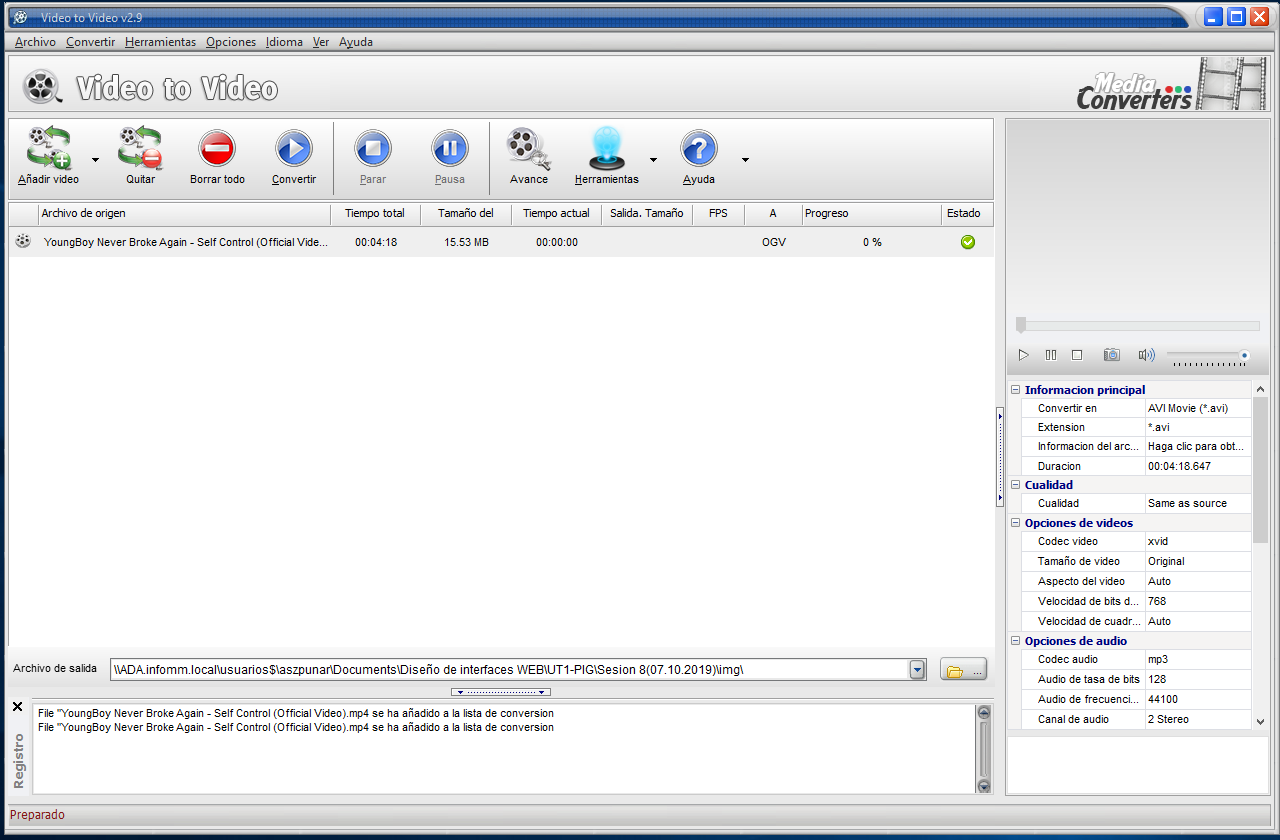 Video to Video v2.9
Archivo Convertir Herramientas Opciones Idioma Ver Ayuda
Video to Video
Media Converters
Añadir video Quitar Borrar todo Convertir Parar Pausa Avance Herramientas Ayuda
Archivo de origen Tiempo total Tamaño del Tiempo actual Salida. Tamaño FPS A Progreso Estado
YoungBoy Never Broke Again - Self Control (Official Vide... 00:04:18 15.53 MB 00:00:00 OGV 0 %
Informacion principal
Convertir en AVI Movie (*.avi)
Extension *.avi
Informacion del arc... Haga clic para obt...
Duracion 00:04:18.647
Cualidad
Cualidad Same as source
Opciones de videos
Codec video xvid
Tamaño de video Original
Aspecto del video Auto
Velocidad de bits d... 768
Velocidad de cuadr... Auto
Opciones de audio
Codec audio mp3
Audio de tasa de bits 128
Audio de frecuenci... 44100
Canal de audio 2 Stereo
Archivo de salida \\ADA.infomm.local\usuarios$\aszpunar\Documents\Diseño de interfaces WEB\UT1-PIG\Sesion 8(07.10.2019)\img\ ...
Registro
File "YoungBoy Never Broke Again - Self Control (Official Video).mp4 se ha añadido a la lista de conversion
File "YoungBoy Never Broke Again - Self Control (Official Video).mp4 se ha añadido a la lista de conversion
Preparado